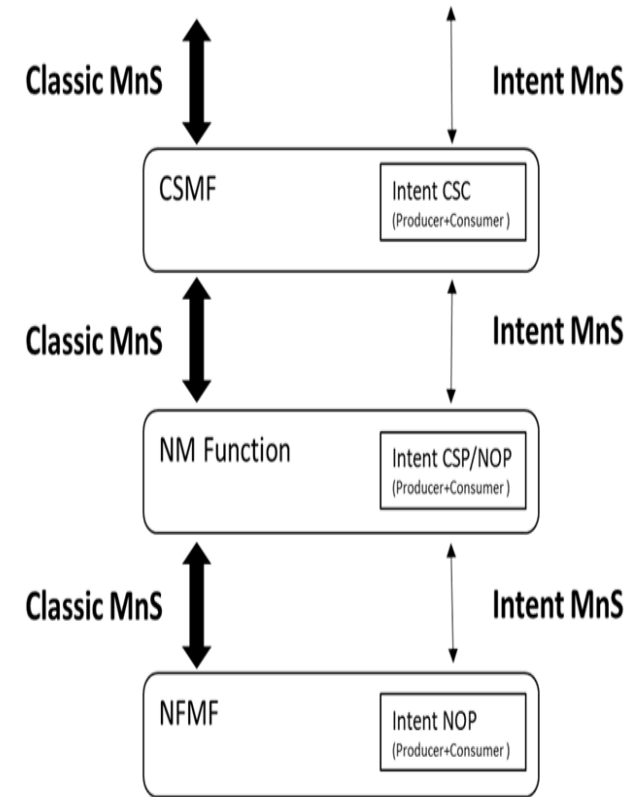 Classic MnS
Intent MnS
CSMF
Intent CSC
(Producer+Consumer )
Classic MnS
Intent MnS
NM Function
Intent CSP/NOP
(Producer+Consumer )
Classic MnS
Intent MnS
NFMF
Intent NOP
(Producer+Consumer )